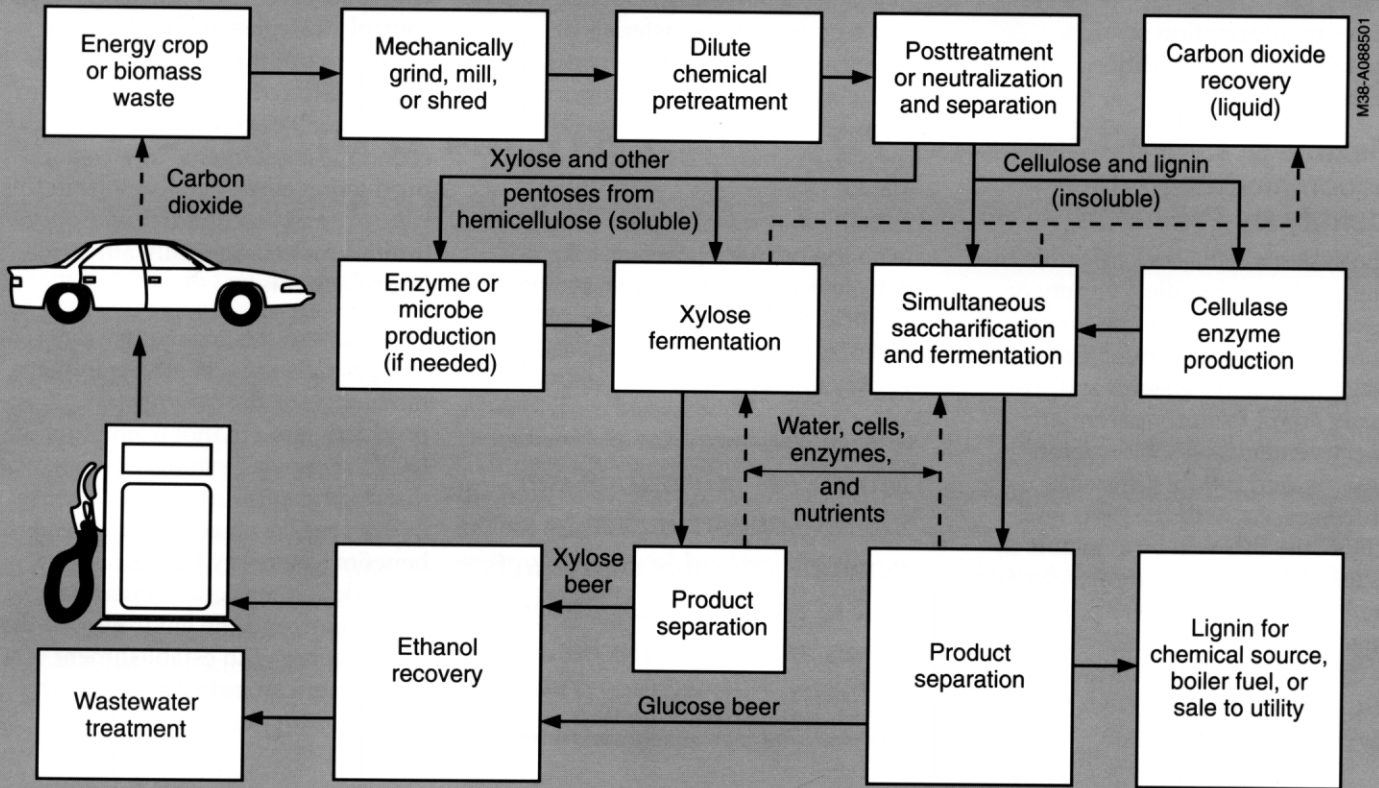 Energy crop
or biomass
waste
Mechanically
grind, mill,
or shred
Dilute
chemical
pretreatment
Posttreatment
or neutralization
and separation
Carbon dioxide
recovery
(liquid)
M38-A088501
Carbon
dioxide
Xylose and other
pentoses from
hemicellulose (soluble)
Cellulose and lignin
(insoluble)
Enzyme or
microbe
production
(if needed)
Xylose
fermentation
Simultaneous
saccharification
and fermentation
Cellulase
enzyme
production
Water, cells,
enzymes,
and
nutrients
Xylose
beer
Ethanol
recovery
Product
separation
Product
separation
Lignin for
chemical source,
boiler fuel, or
sale to utility
Wastewater
treatment
Glucose beer